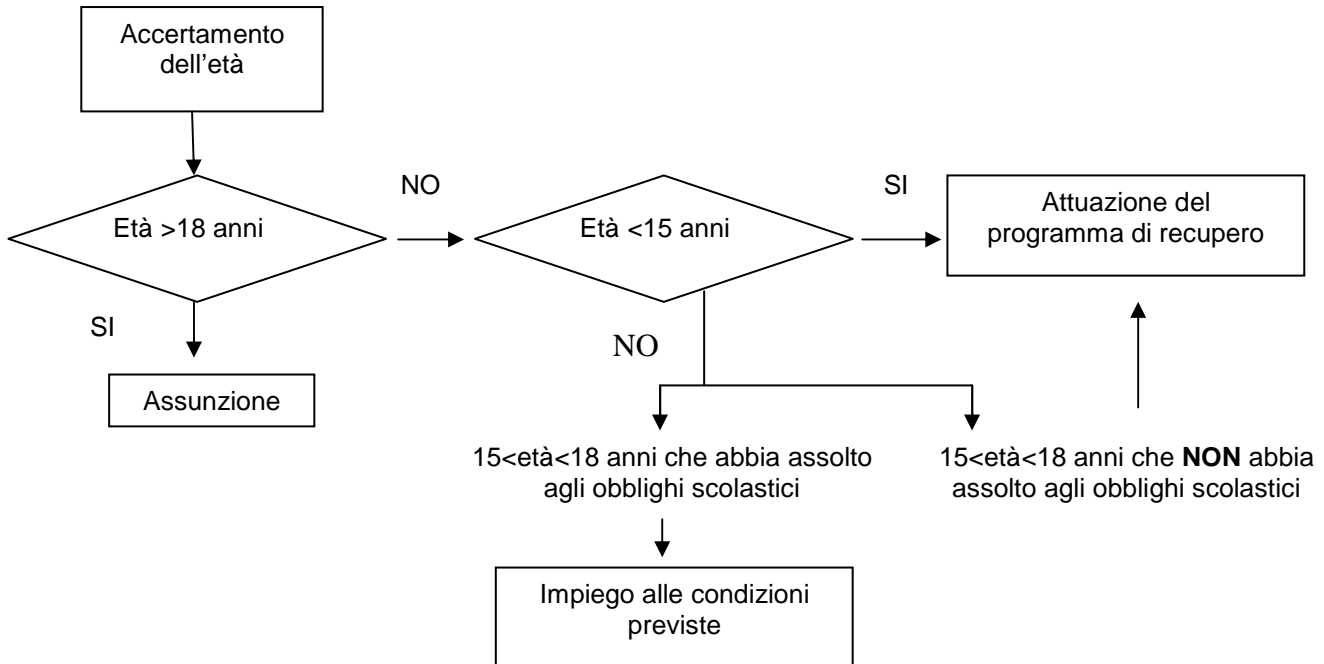 Accertamento
dell'età
Età >18 anni
NO
Età <15 anni
SI
Attuazione del
programma di recupero
SI
Assunzione
NO
15<età<18 anni che abbia assolto
agli obblighi scolastici
15<età<18 anni che NON abbia
assolto agli obblighi scolastici
Impiego alle condizioni
previste